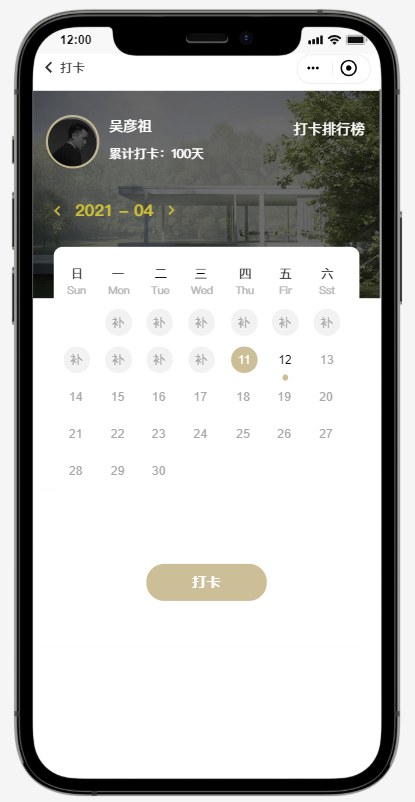 12:00
打卡
吴彦祖
打卡排行榜
累计打卡：100天
2021 – 04
日 一 二 三 四 五 六
Sun Mon Tue Wed Thu Fir Sst
补 补 补 补 补 补
补 补 补 补 11 12 13
14 15 16 17 18 19 20
21 22 23 24 25 26 27
28 29 30
打卡